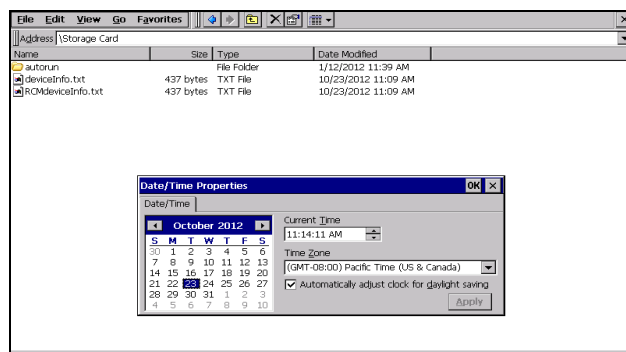 File Edit View Go Favorites
Address \Storage Card
Name Size Type Date Modified
autorun File Folder 1/12/2012 11:39 AM
deviceInfo.txt 437 bytes TXT File 10/23/2012 11:09 AM
RCMdeviceInfo.txt 437 bytes TXT File 10/23/2012 11:09 AM
Date/Time Properties OK
Date/Time
October 2012
S M T W T F S
30 1 2 3 4 5 6
7 8 9 10 11 12 13
14 15 16 17 18 19 20
21 22 23 24 25 26 27
28 29 30 31 1 2 3
4 5 6 7 8 9 10
Current Time
11:14:11 AM
Time Zone
(GMT-08:00) Pacific Time (US & Canada)
Automatically adjust clock for daylight saving
Apply